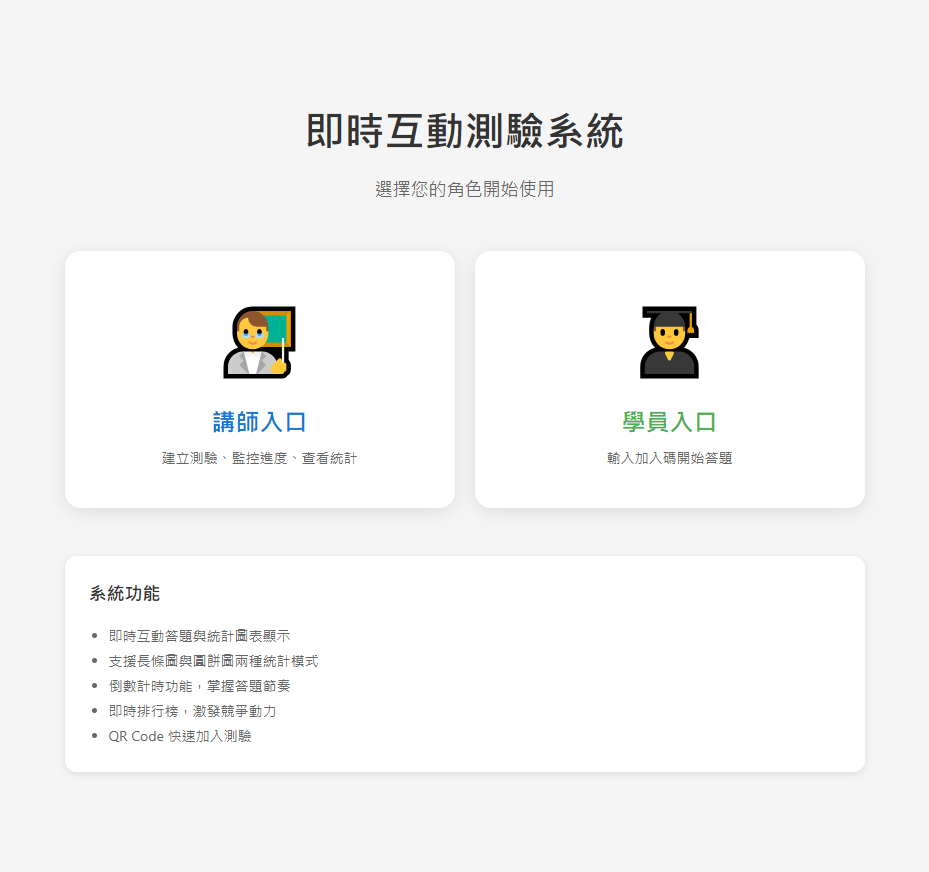 即時互動測驗系統
選擇您的角色開始使用
講師入口
建立測驗、監控進度、查看統計
學員入口
輸入加入碼開始答題
系統功能
即時互動答題與統計圖表顯示
支援長條圖與圓餅圖兩種統計模式
倒數計時功能，掌握答題節奏
即時排行榜，激發競爭動力
QR Code 快速加入測驗